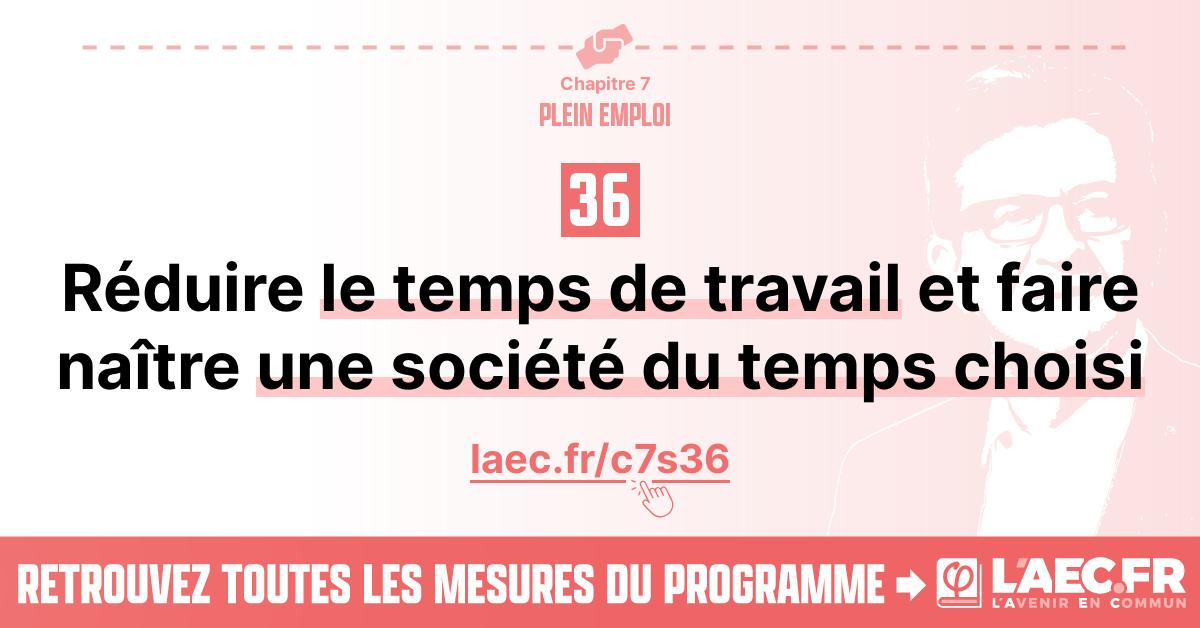 Chapitre 7
PLEIN EMPLOI
36
Réduire le temps de travail et faire
naître une société du temps choisi
laec.fr/c7s36
RETROUVEZ TOUTES LES MESURES DU PROGRAMME
L'AEC.FR
L'AVENIR EN COMMUN